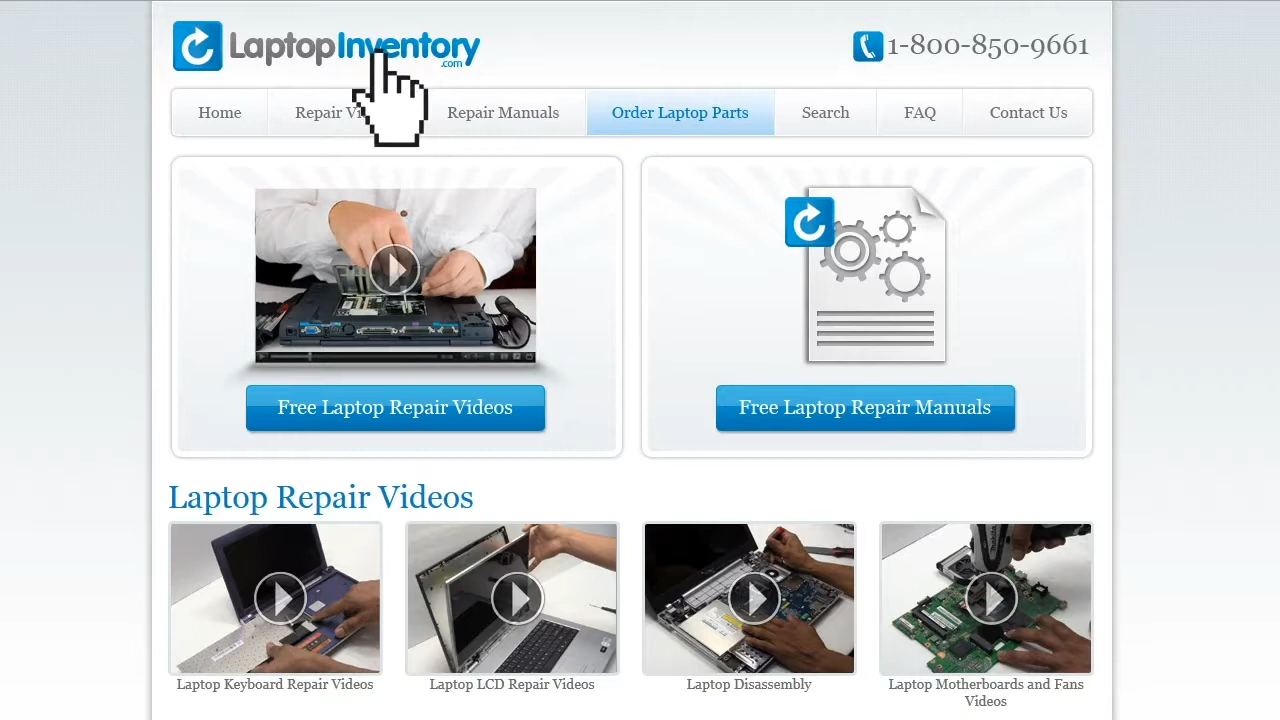 LaptopInventory
.com
1-800-850-9661
Home
Repair Vi
Repair Manuals
Order Laptop Parts
Search
FAQ
Contact Us
Free Laptop Repair Videos
Free Laptop Repair Manuals
Laptop Repair Videos
Laptop Keyboard Repair Videos
Laptop LCD Repair Videos
Laptop Disassembly
Laptop Motherboards and Fans
Videos